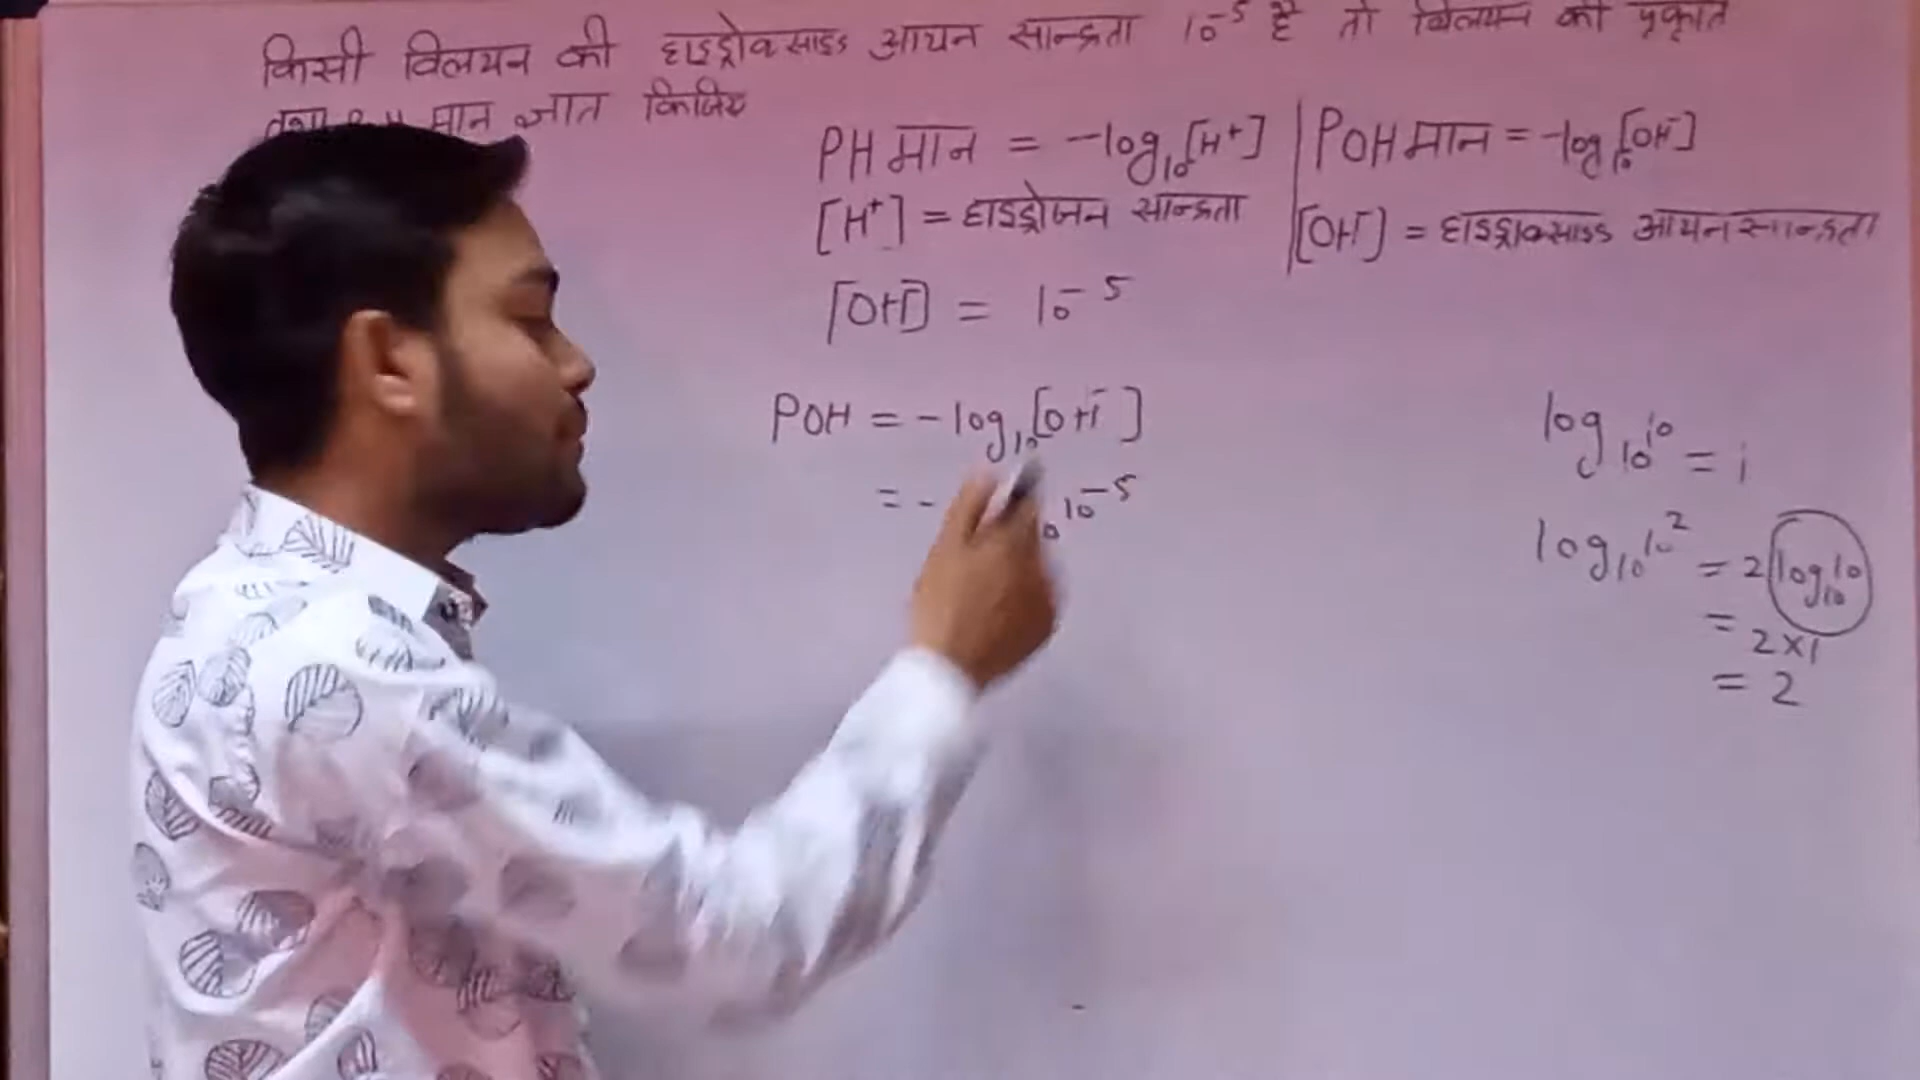 किसी विलयन की हाइड्रोक्साइड आयन सान्द्रता 10⁻⁵ है तो विलयन की प्रकृति
तथा मान ज्ञात किजिए
PH मान = -log₁₀[H⁺]
[H⁺] = हाइड्रोजन सान्द्रता
POH मान = -log₁₀[OH⁻]
[OH⁻] = हाइड्राक्साइड आयन सान्द्रता
[OH⁻] = 10⁻⁵
POH = -log₁₀[OH⁻]
= - 10⁻⁵
log₁₀10 = 1
log₁₀10² = 2 log₁₀10
= 2×1
= 2